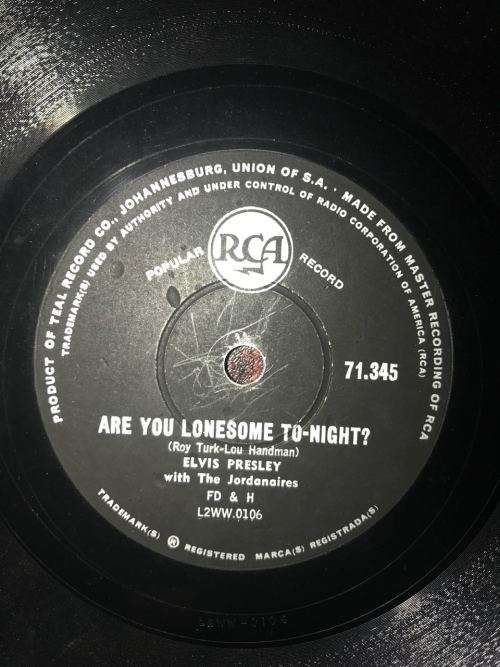 PRODUCT OF TEAL RECORD CO., JOHANNESBURG, UNION OF S.A. · MADE FROM MASTER RECORDING OF RCA
TRADEMARK(S) USED BY AUTHORITY AND UNDER CONTROL OF RADIO CORPORATION OF AMERICA (RCA)
POPULAR RCA RECORD
71.345
ARE YOU LONESOME TO-NIGHT?
(Roy Turk-Lou Handman)
ELVIS PRESLEY
with The Jordanaires
FD & H
L2WW.0106
TRADEMARK(S) ® REGISTERED MARCA(S) REGISTRADA(S)
L2WW-0106